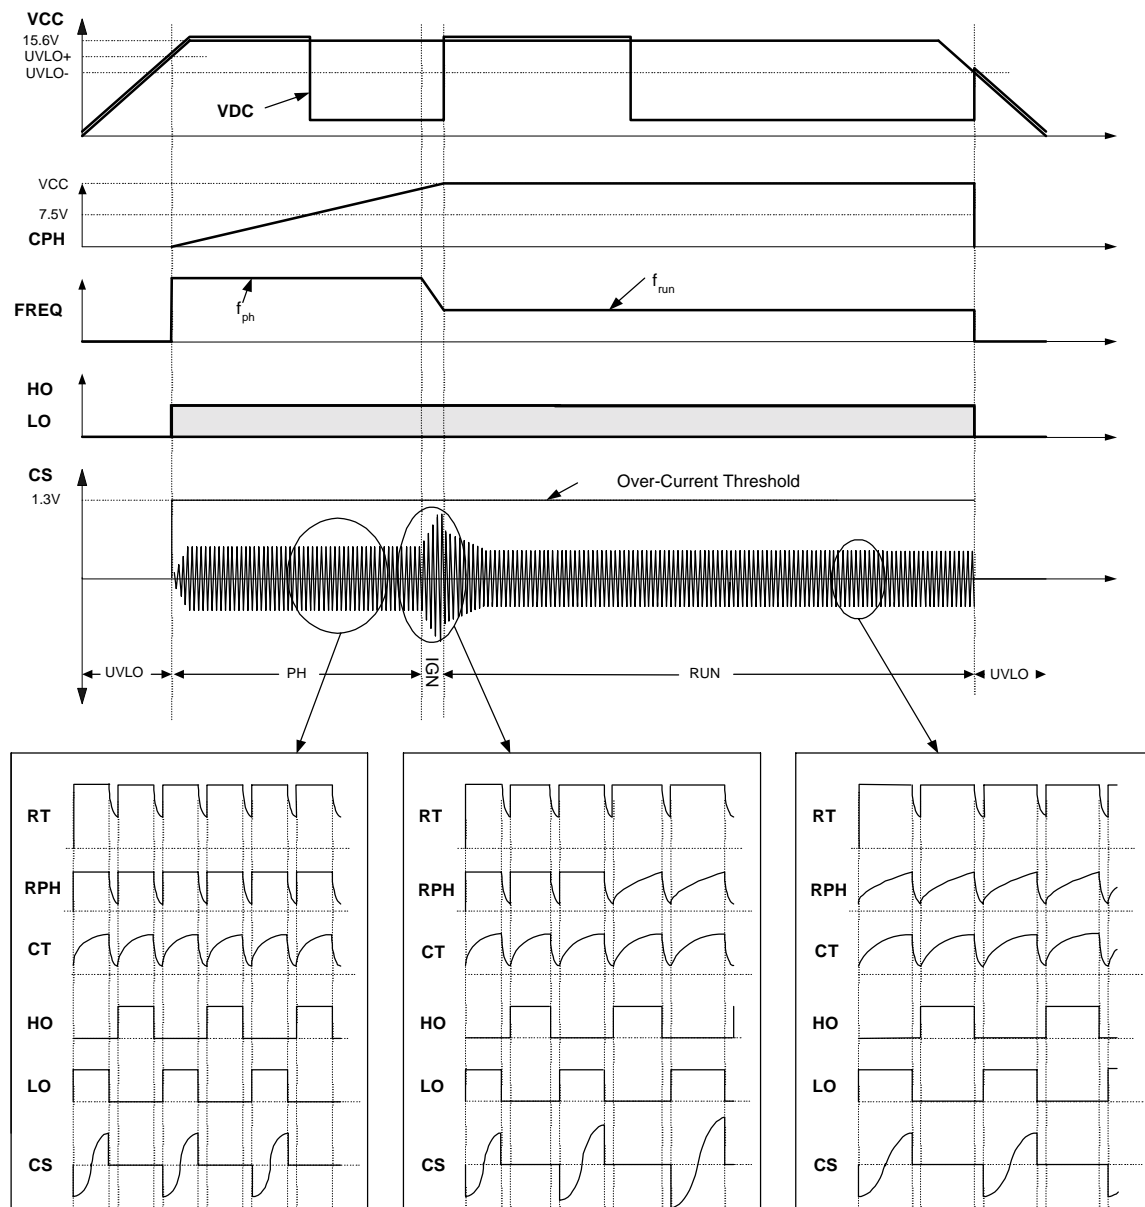 VCC
15.6V
UVLO+
UVLO-
VDC
VCC
7.5V
CPH
FREQ
f ph
f run
HO
LO
CS
1.3V
Over-Current Threshold
UVLO
PH
IGN
RUN
UVLO
RT
RPH
CT
HO
LO
CS
RT
RPH
CT
HO
LO
CS
RT
RPH
CT
HO
LO
CS